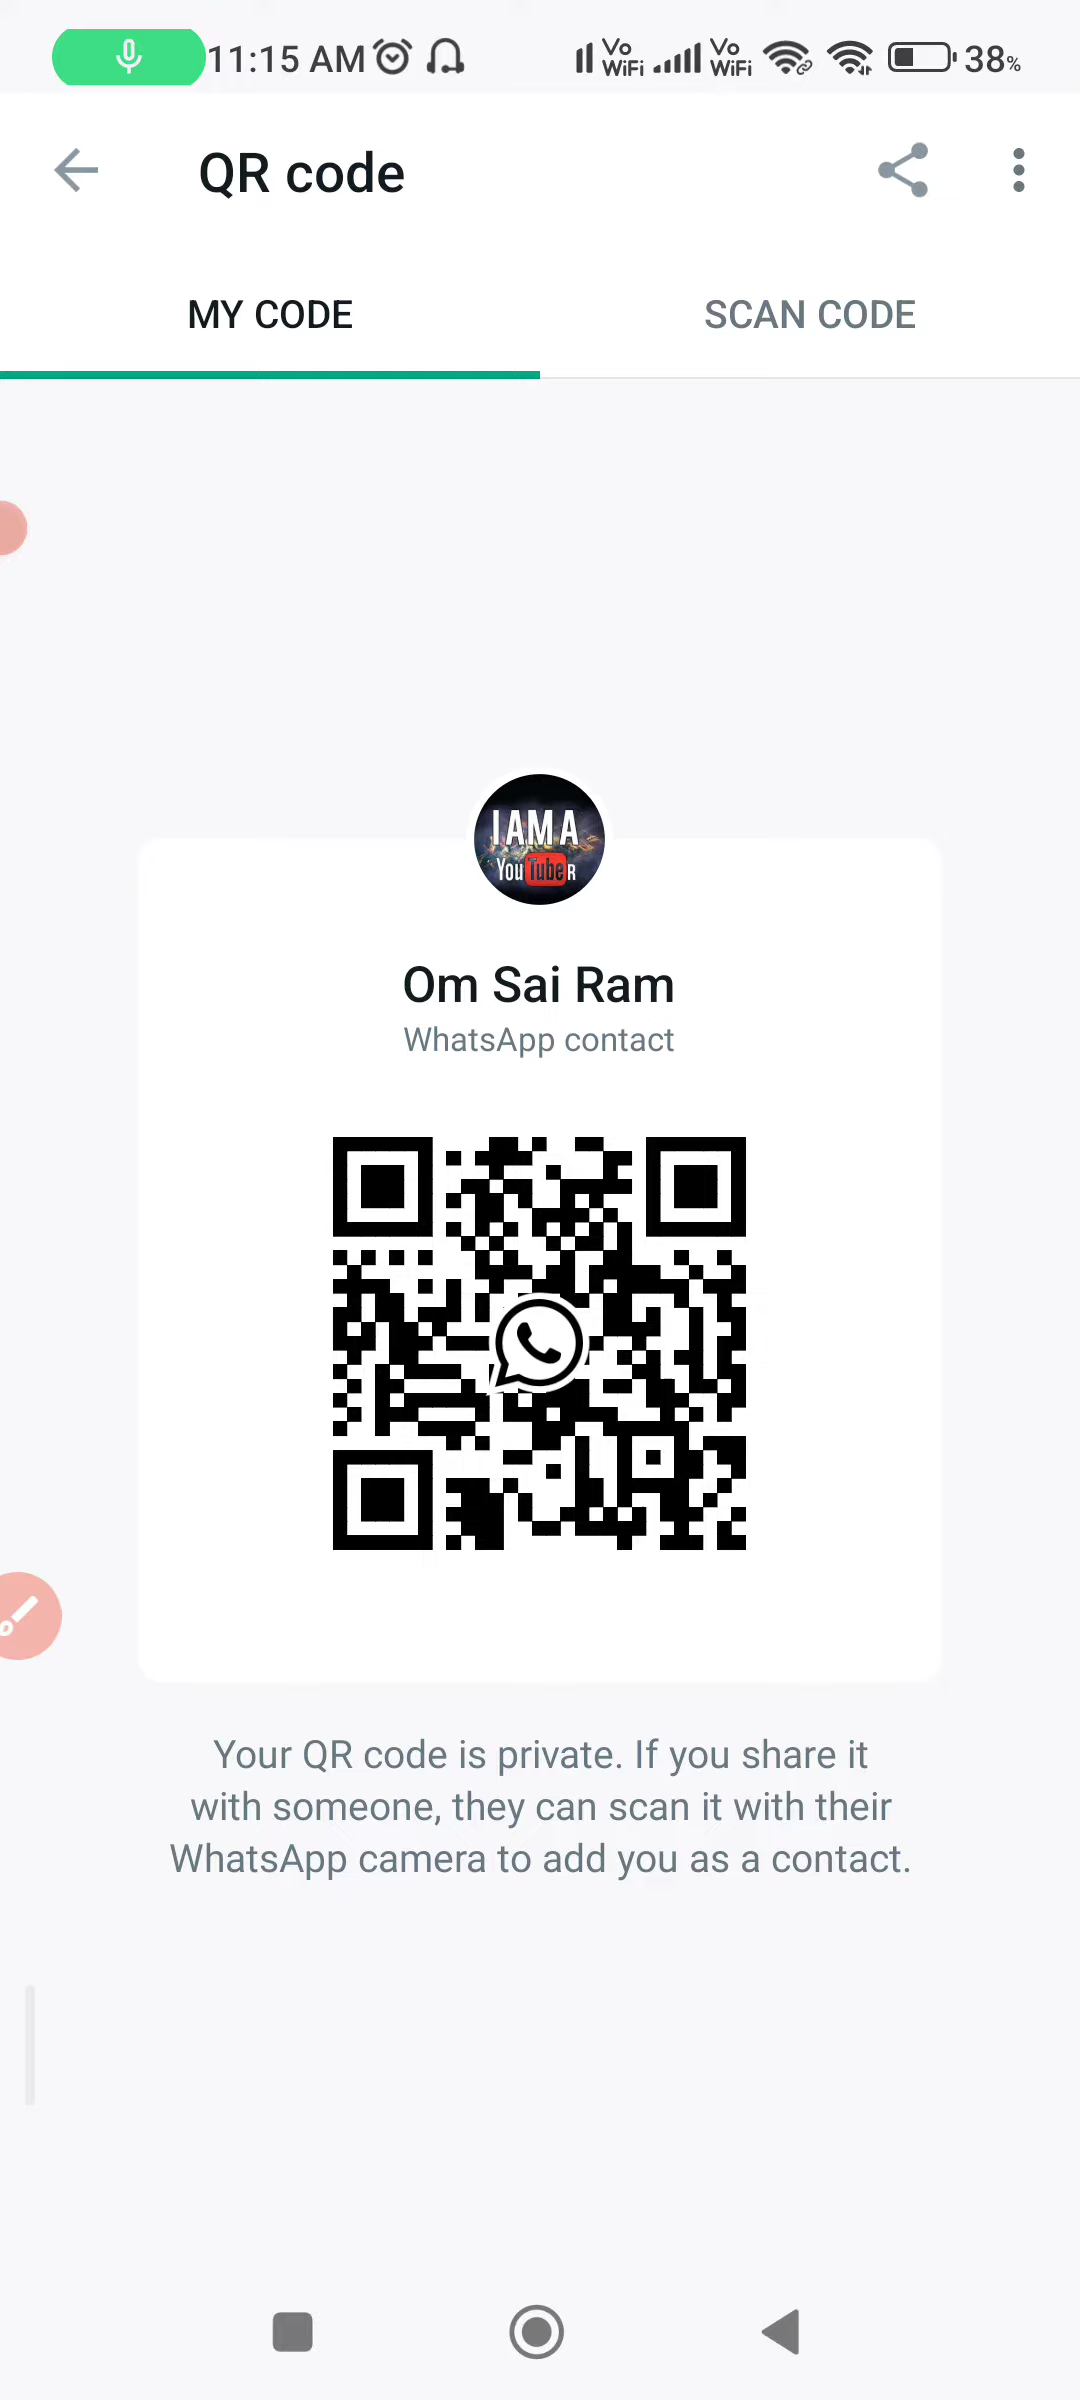 11:15 AM
Vo WiFi
Vo WiFi
38%
QR code
MY CODE
SCAN CODE
I AM A
YouTubeR
Om Sai Ram
WhatsApp contact
Your QR code is private. If you share it
with someone, they can scan it with their
WhatsApp camera to add you as a contact.